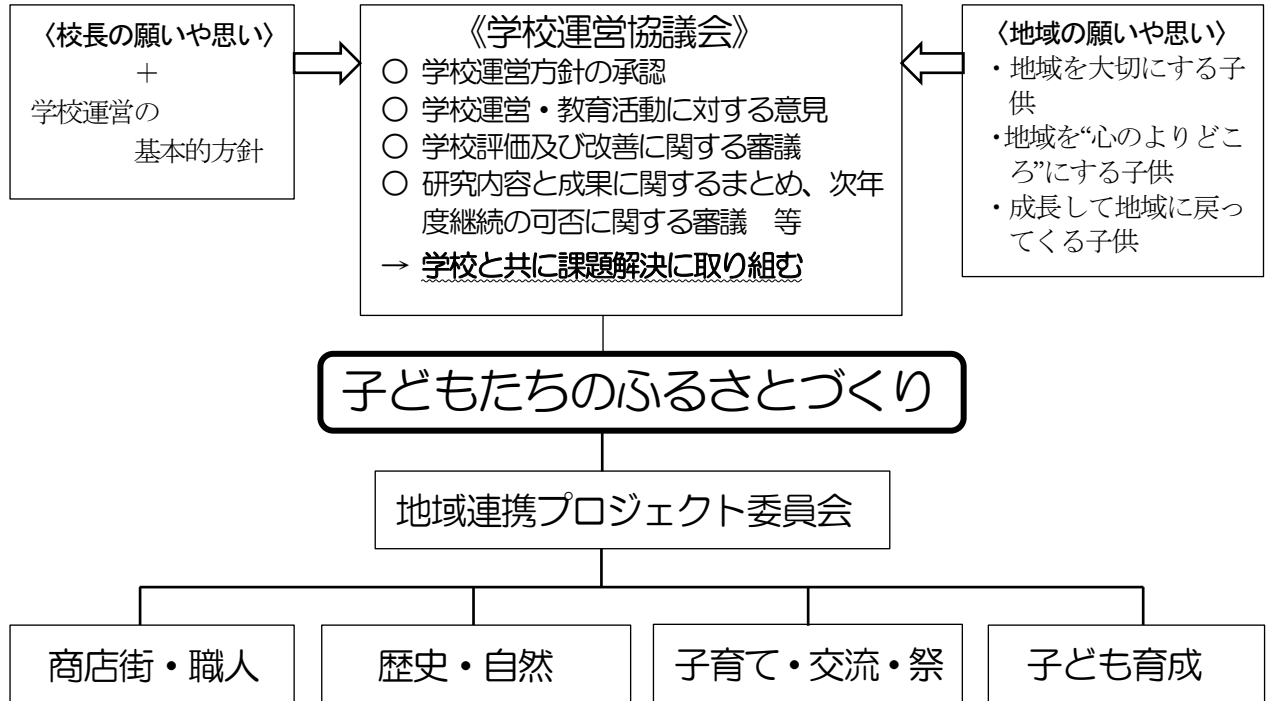 〈校長の願いや思い〉
＋
学校運営の
基本的方針
《学校運営協議会》
○ 学校運営方針の承認
○ 学校運営・教育活動に対する意見
○ 学校評価及び改善に関する審議
○ 研究内容と成果に関するまとめ、次年
度継続の可否に関する審議　等
→ 学校と共に課題解決に取り組む
〈地域の願いや思い〉
・地域を大切にする子
供
・地域を“心のよりどこ
ろ”にする子供
・成長して地域に戻っ
てくる子供
子どもたちのふるさとづくり
地域連携プロジェクト委員会
商店街・職人
歴史・自然
子育て・交流・祭
子ども育成